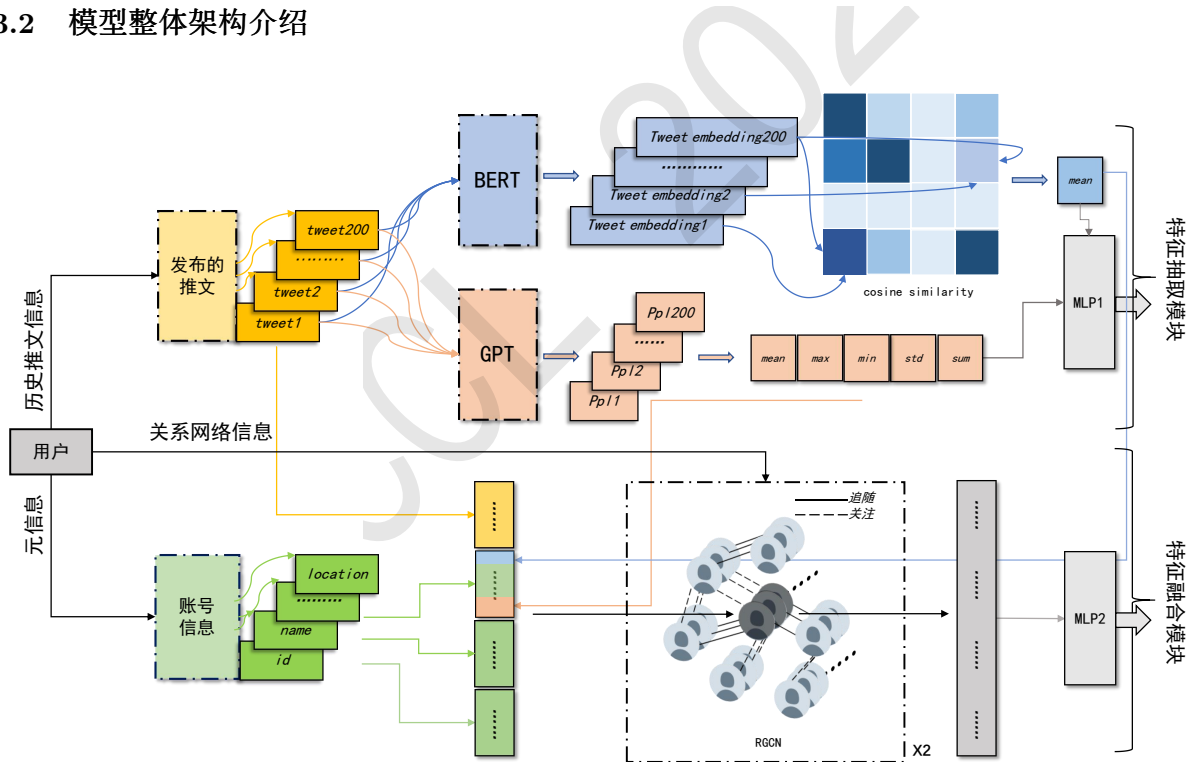 3.2 模型整体架构介绍
CCL 202
BERT
Tweet embedding200
…………
Tweet embedding2
Tweet embedding1
cosine similarity
mean
MLP1
特征抽取模块
历史推文信息
发布的
推文
tweet200
………
tweet2
tweet1
GPT
Ppl200
……
Ppl2
Ppl1
mean max min std sum
用户
关系网络信息
元信息
账号
信息
location
………
name
id
……
……
……
……
追随
关注
……
……
RGCN
X2
……
……
……
……
MLP2
特征融合模块